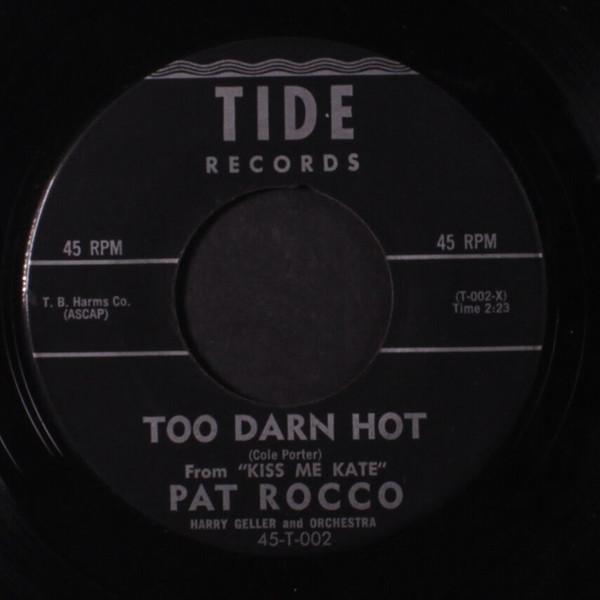 TIDE
RECORDS
45 RPM
45 RPM
T. B. Harms Co.
(ASCAP)
(T-002-X)
Time 2:23
TOO DARN HOT
(Cole Porter)
From "KISS ME KATE"
PAT ROCCO
HARRY GELLER and ORCHESTRA
45-T-002